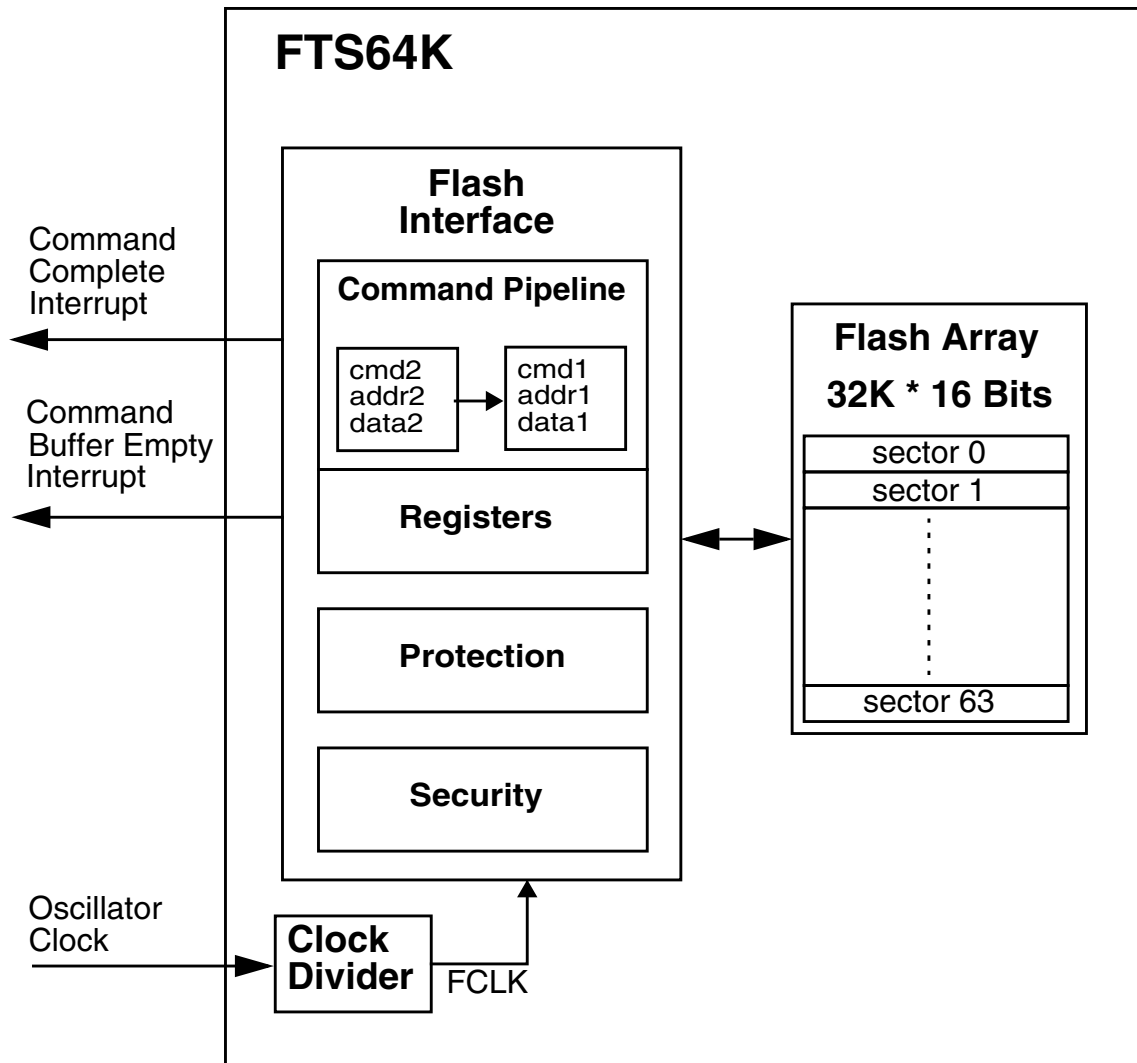 FTS64K
Flash
Interface
Command Pipeline
cmd2
addr2
data2
cmd1
addr1
data1
Registers
Protection
Security
Command
Complete
Interrupt
Command
Buffer Empty
Interrupt
Flash Array
32K * 16 Bits
sector 0
sector 1
sector 63
Oscillator
Clock
Clock
Divider
FCLK